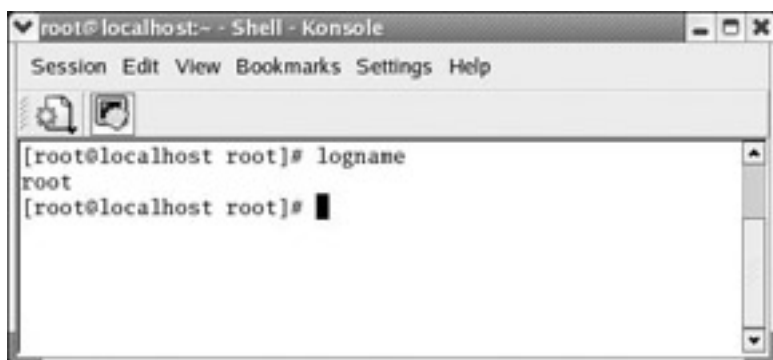 root@localhost:~ - Shell - Konsole
Session Edit View Bookmarks Settings Help
[root@localhost root]# logname
root
[root@localhost root]#